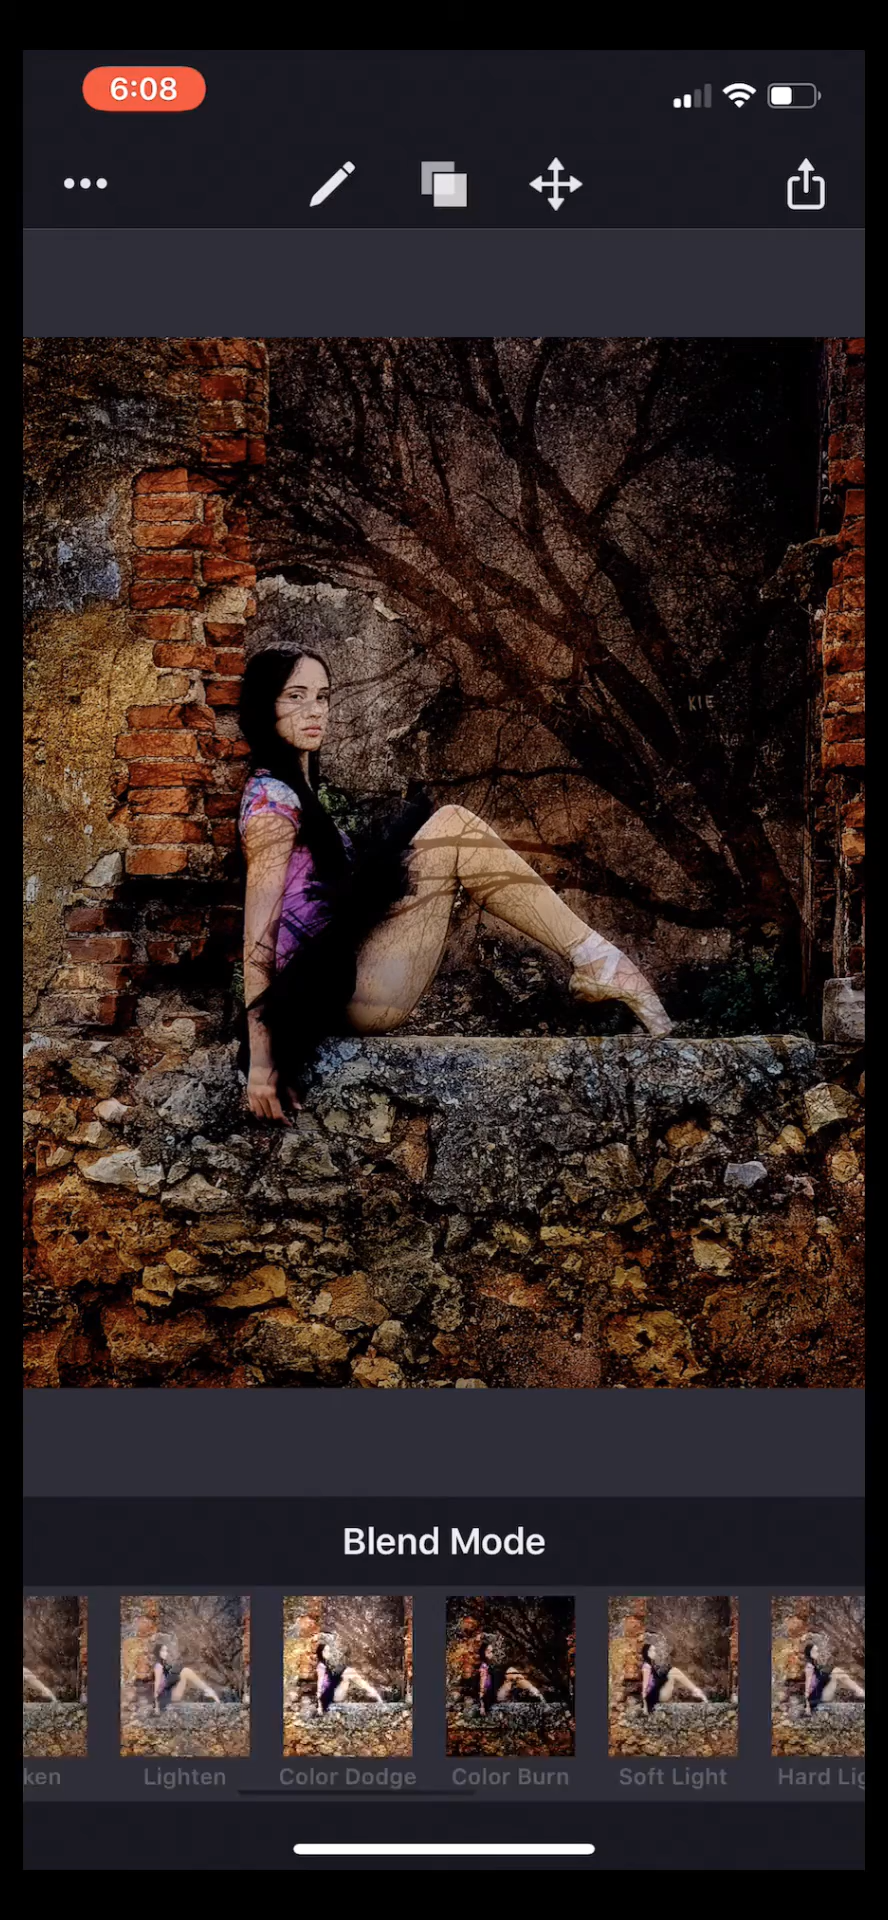 6:08
KIE
Blend Mode
ken
Lighten
Color Dodge
Color Burn
Soft Light
Hard Lig